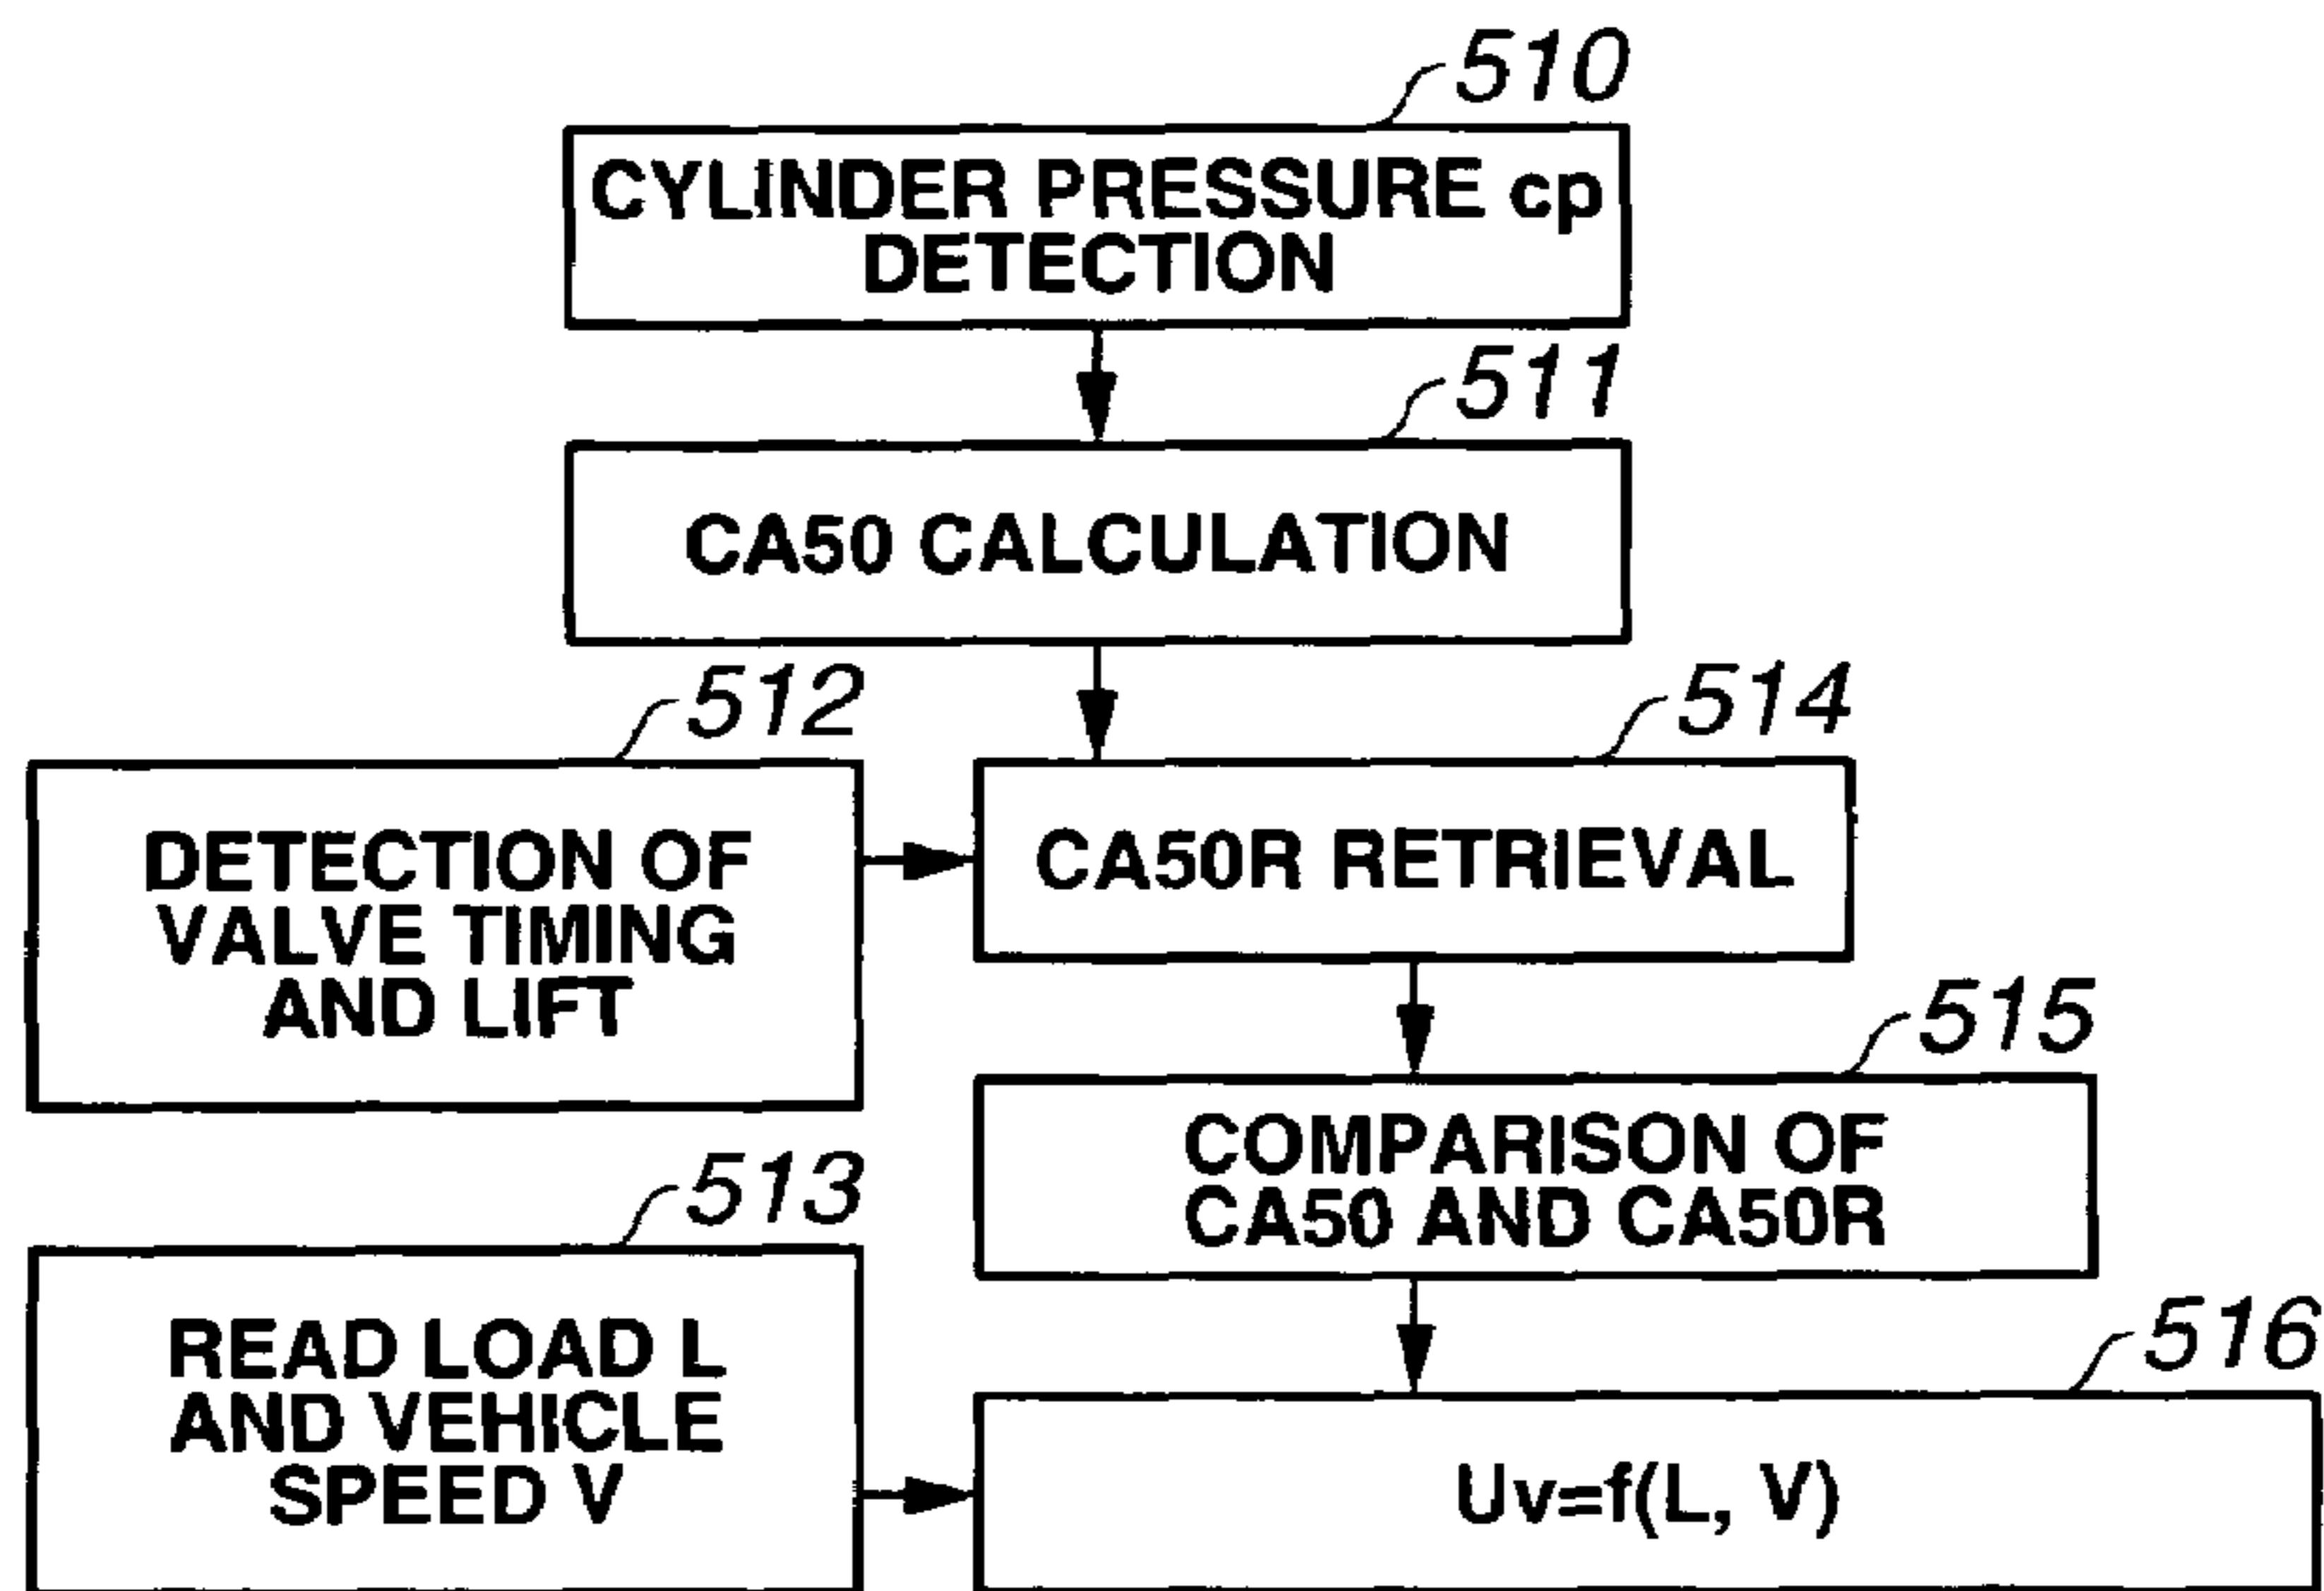 510
CYLINDER PRESSURE cp
DETECTION
511
CA50 CALCULATION
512
DETECTION OF
VALVE TIMING
AND LIFT
514
CA50R RETRIEVAL
515
COMPARISON OF
CA50 AND CA50R
513
READ LOAD L
AND VEHICLE
SPEED V
516
Uv=f(L, V)